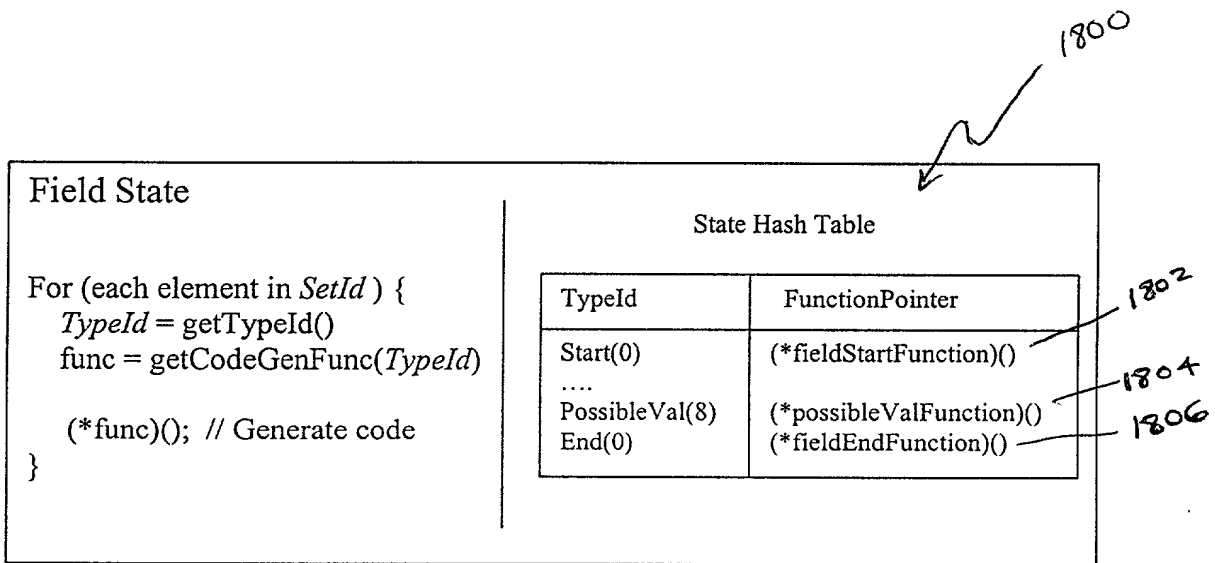 1800
Field State
For (each element in SetId ) {
TypeId = getTypeId()
func = getCodeGenFunc(TypeId)
(*func)(); // Generate code
}
State Hash Table
TypeId FunctionPointer
Start(0) (*fieldStartFunction)()
....
PossibleVal(8) (*possibleValFunction)()
End(0) (*fieldEndFunction)()
1802
1804
1806